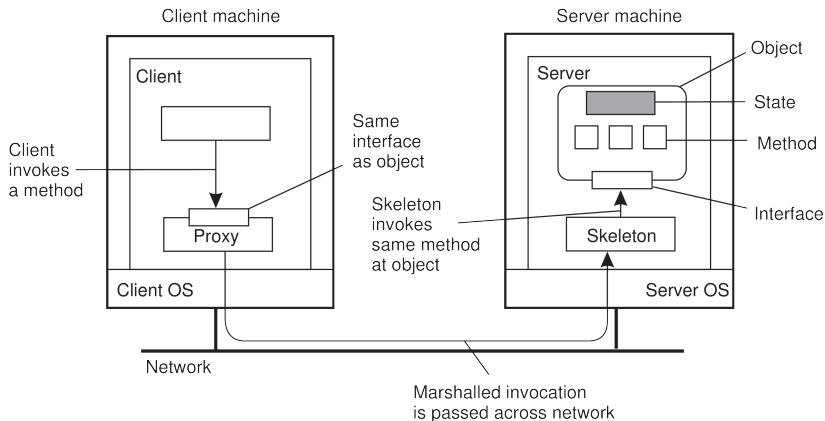 Client machine
Server machine
Object
Client
Server
State
Same
interface
as object
Client
invokes
a method
Method
Skeleton
invokes
same method
at object
Interface
Proxy
Skeleton
Client OS
Server OS
Network
Marshalled invocation
is passed across network